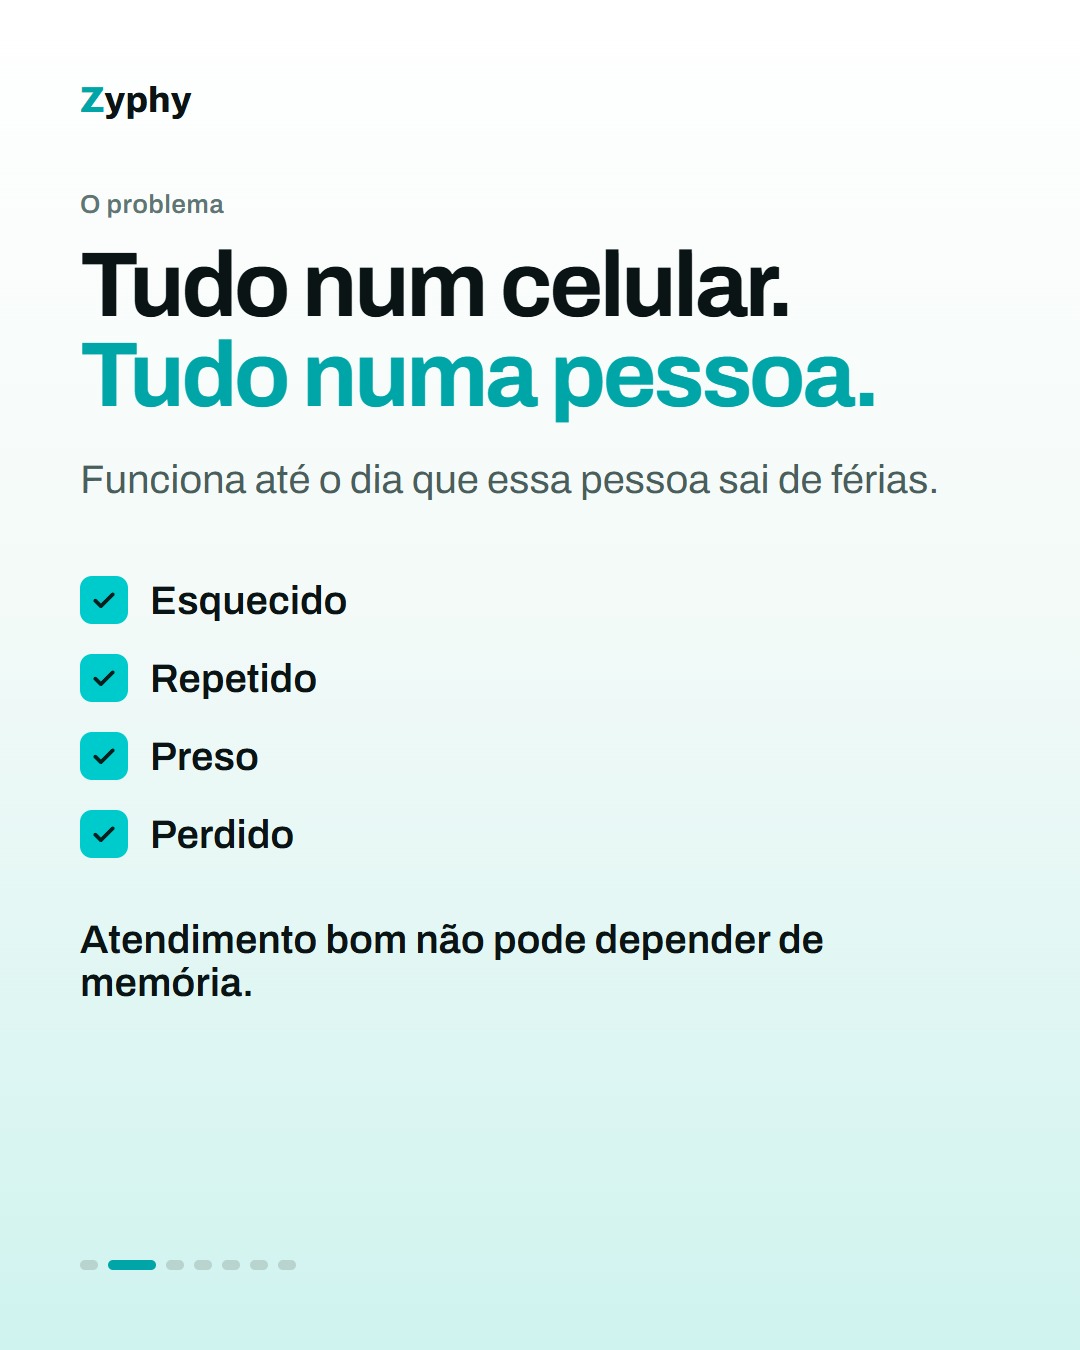 Zyphy
O problema
Tudo num celular.
Tudo numa pessoa.
Funciona até o dia que essa pessoa sai de férias.
Esquecido
Repetido
Preso
Perdido
Atendimento bom não pode depender de
memória.